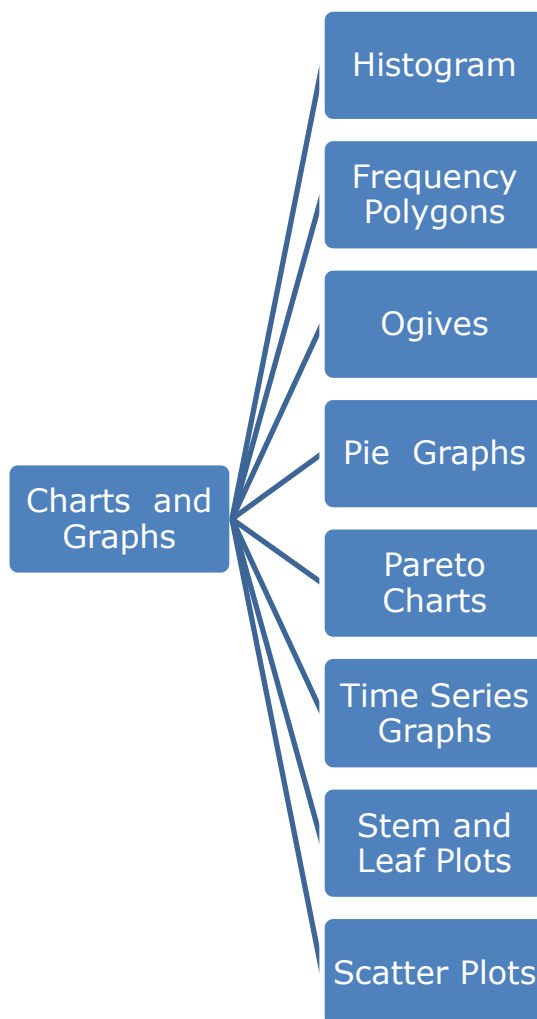 Histogram
Frequency
Polygons
Ogives
Pie  Graphs
Charts  and
Graphs
Pareto
Charts
Time Series
Graphs
Stem and
Leaf Plots
Scatter Plots